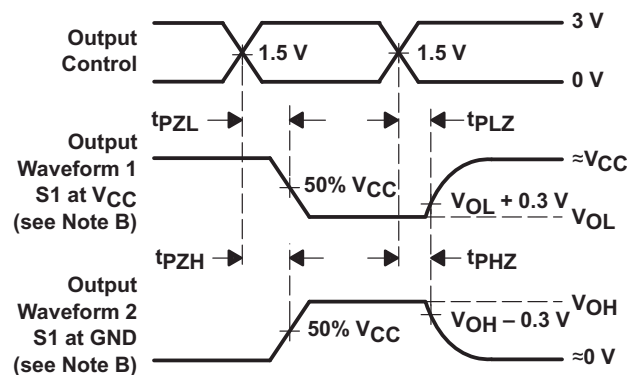 3 V
Output
Control
1.5 V
1.5 V
0 V
tPZL
tPLZ
Output
Waveform 1
S1 at VCC
(see Note B)
≈VCC
50% VCC
VOL + 0.3 V
VOL
tPZH
tPHZ
Output
Waveform 2
S1 at GND
(see Note B)
VOH
50% VCC
VOH – 0.3 V
≈0 V